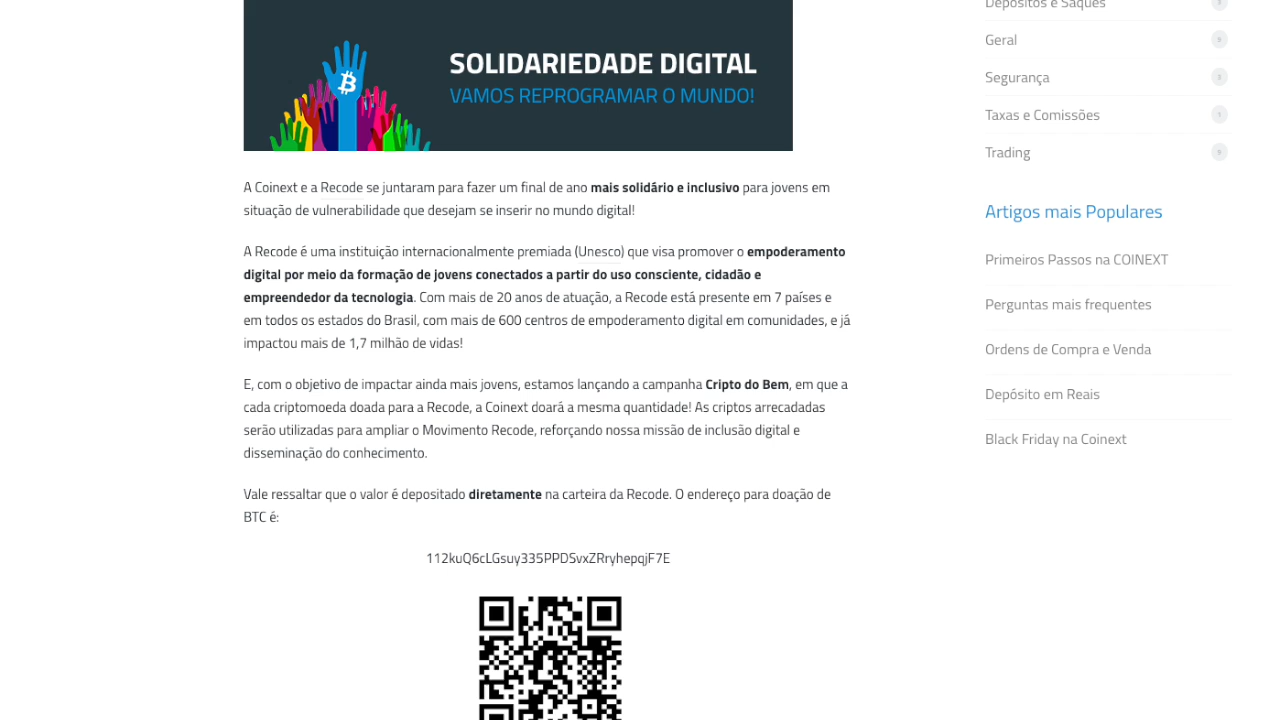 SOLIDARIEDADE DIGITAL
VAMOS REPROGRAMAR O MUNDO!
A Coinext e a Recode se juntaram para fazer um final de ano mais solidário e inclusivo para jovens em
situação de vulnerabilidade que desejam se inserir no mundo digital!
A Recode é uma instituição internacionalmente premiada (Unesco) que visa promover o empoderamento
digital por meio da formação de jovens conectados a partir do uso consciente, cidadão e
empreendedor da tecnologia. Com mais de 20 anos de atuação, a Recode está presente em 7 países e
em todos os estados do Brasil, com mais de 600 centros de empoderamento digital em comunidades, e já
impactou mais de 1,7 milhão de vidas!
E, com o objetivo de impactar ainda mais jovens, estamos lançando a campanha Cripto do Bem, em que a
cada criptomoeda doada para a Recode, a Coinext doará a mesma quantidade! As criptos arrecadadas
serão utilizadas para ampliar o Movimento Recode, reforçando nossa missão de inclusão digital e
disseminação do conhecimento.
Vale ressaltar que o valor é depositado diretamente na carteira da Recode. O endereço para doação de
BTC é:
112kuQ6cLGsuy335PPDSvxZRryhepqjF7E
Depósitos e Saques
Geral
Segurança
Taxas e Comissões
Trading
Artigos mais Populares
Primeiros Passos na COINEXT
Perguntas mais frequentes
Ordens de Compra e Venda
Depósito em Reais
Black Friday na Coinext